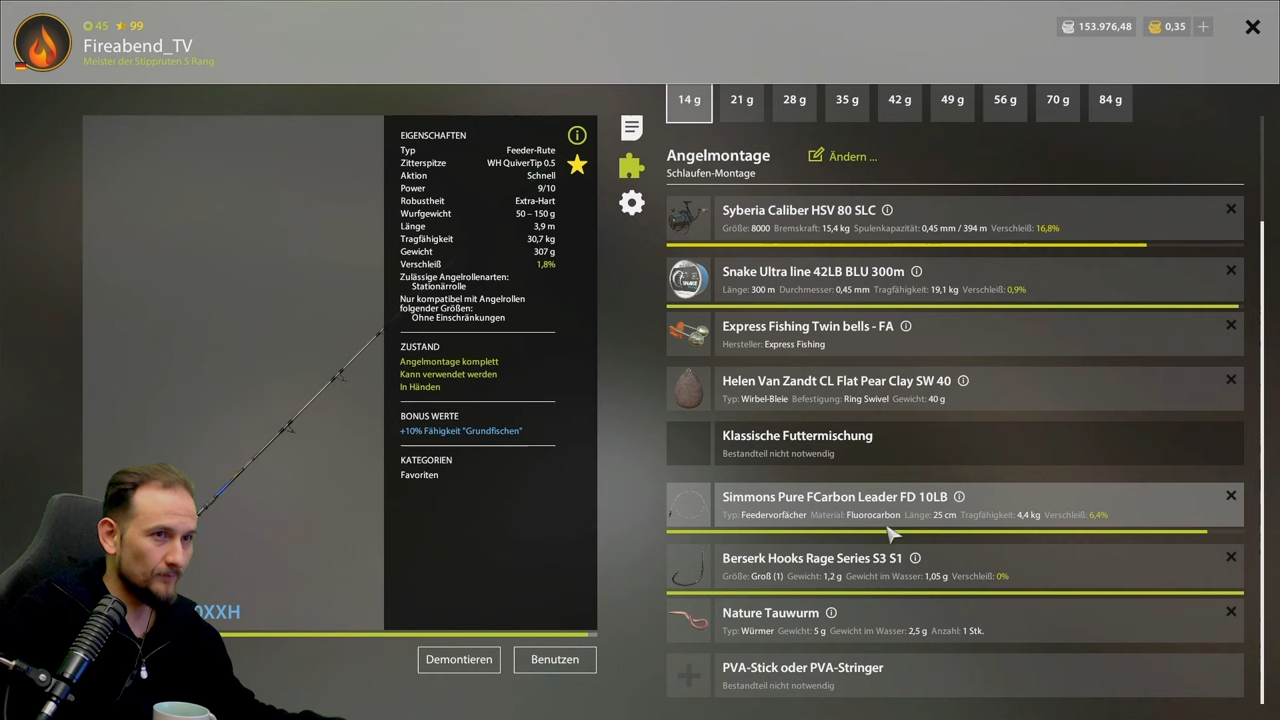 45 99
Fireabend_TV
Meister der Stippruten 5 Rang
153.976,48
0,35
14 g
21 g
28 g
35 g
42 g
49 g
56 g
70 g
84 g
EIGENSCHAFTEN
Typ Feeder-Rute
Zitterspitze WH QuiverTip 0.5
Aktion Schnell
Power 9/10
Robustheit Extra-Hart
Wurfgewicht 50 – 150 g
Länge 3,9 m
Tragfähigkeit 30,7 kg
Gewicht 307 g
Verschleiß 1,8%
Zulässige Angelrollenarten:
Stationärrolle
Nur kompatibel mit Angelrollen
folgender Größen:
Ohne Einschränkungen
ZUSTAND
Angelmontage komplett
Kann verwendet werden
In Händen
BONUS WERTE
+10% Fähigkeit "Grundfischen"
KATEGORIEN
Favoriten
0XXH
Demontieren
Benutzen
Angelmontage
Ändern ...
Schlaufen-Montage
Syberia Caliber HSV 80 SLC
Größe: 8000 Bremskraft: 15,4 kg Spulenkapazität: 0,45 mm / 394 m Verschleiß: 16,8%
Snake Ultra line 42LB BLU 300m
Länge: 300 m Durchmesser: 0,45 mm Tragfähigkeit: 19,1 kg Verschleiß: 0,9%
Express Fishing Twin bells - FA
Hersteller: Express Fishing
Helen Van Zandt CL Flat Pear Clay SW 40
Typ: Wirbel-Bleie Befestigung: Ring Swivel Gewicht: 40 g
Klassische Futtermischung
Bestandteil nicht notwendig
Simmons Pure FCarbon Leader FD 10LB
Typ: Feedervorfächer Material: Fluorocarbon Länge: 25 cm Tragfähigkeit: 4,4 kg Verschleiß: 6,4%
Berserk Hooks Rage Series S3 S1
Größe: Groß (1) Gewicht: 1,2 g Gewicht im Wasser: 1,05 g Verschleiß: 0%
Nature Tauwurm
Typ: Würmer Gewicht: 5 g Gewicht im Wasser: 2,5 g Anzahl: 1 Stk.
PVA-Stick oder PVA-Stringer
Bestandteil nicht notwendig